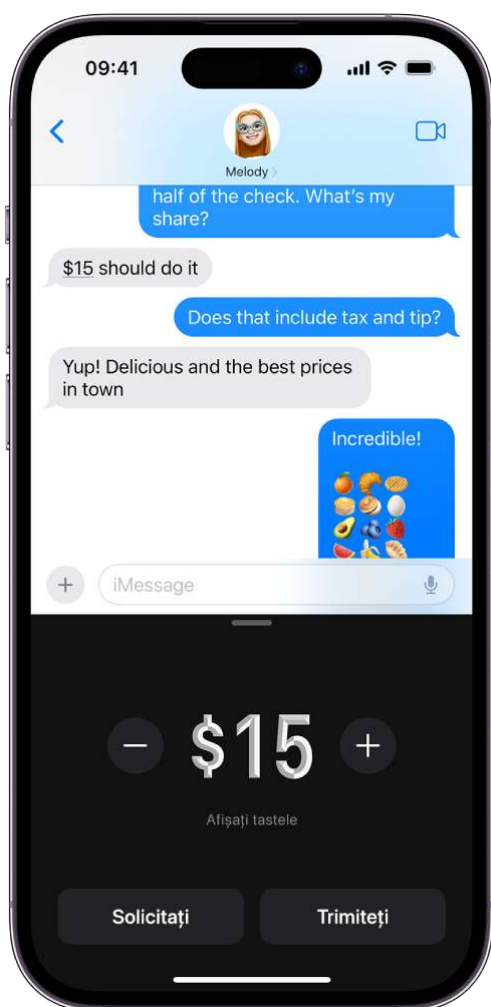 09:41
Melody
half of the check. What's my
share?
$15 should do it
Does that include tax and tip?
Yup! Delicious and the best prices
in town
Incredible!
iMessage
$15
Afișați tastele
Solicitați
Trimiteți